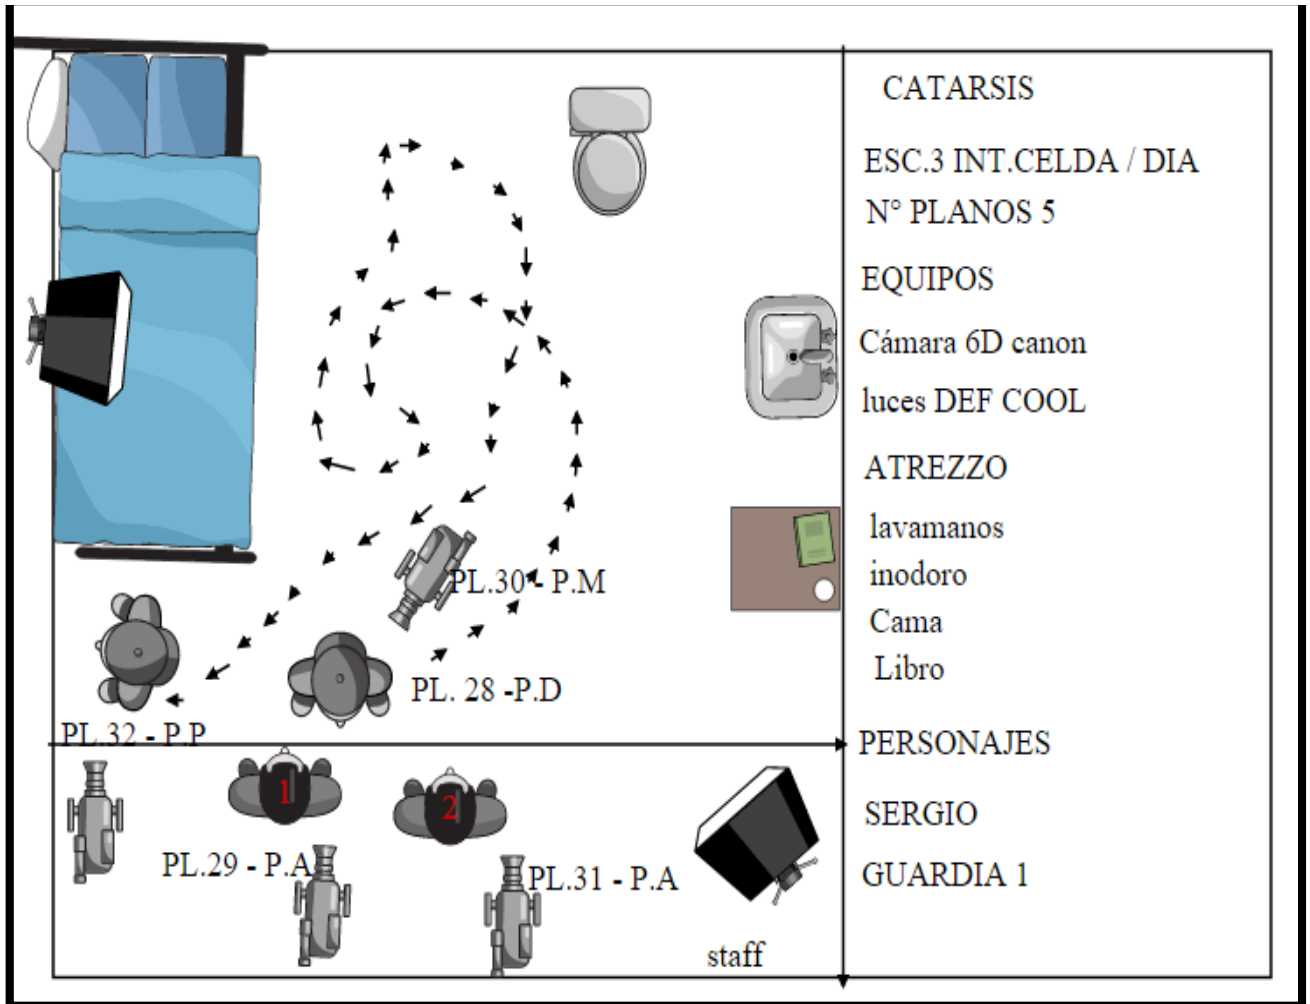 CATARSIS
ESC.3 INT.CELDA / DIA
N° PLANOS 5
EQUIPOS
Cámara 6D canon
luces DEF COOL
ATREZZO
lavamanos
inodoro
Cama
Libro
PERSONAJES
SERGIO
GUARDIA 1
PL.30 - P.M
PL. 28 -P.D
PL.32 - P.P
1
2
PL.29 - P.A
PL.31 - P.A
staff